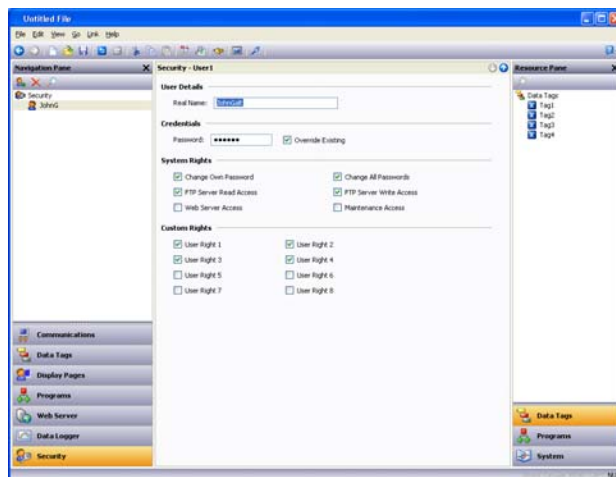 Untitled File
File Edit View Go Link Help
Navigation Pane
Security - User1
Resource Pane
Security
JohnG
User Details
Real Name: JohnGalt
Credentials
Password: ●●●●●● Override Existing
System Rights
Change Own Password Change All Passwords
FTP Server Read Access FTP Server Write Access
Web Server Access Maintenance Access
Custom Rights
User Right 1 User Right 2
User Right 3 User Right 4
User Right 5 User Right 6
User Right 7 User Right 8
Data Tags
Tag1
Tag2
Tag3
Tag4
Communications
Data Tags
Display Pages
Programs
Web Server
Data Logger
Security
Data Tags
Programs
System